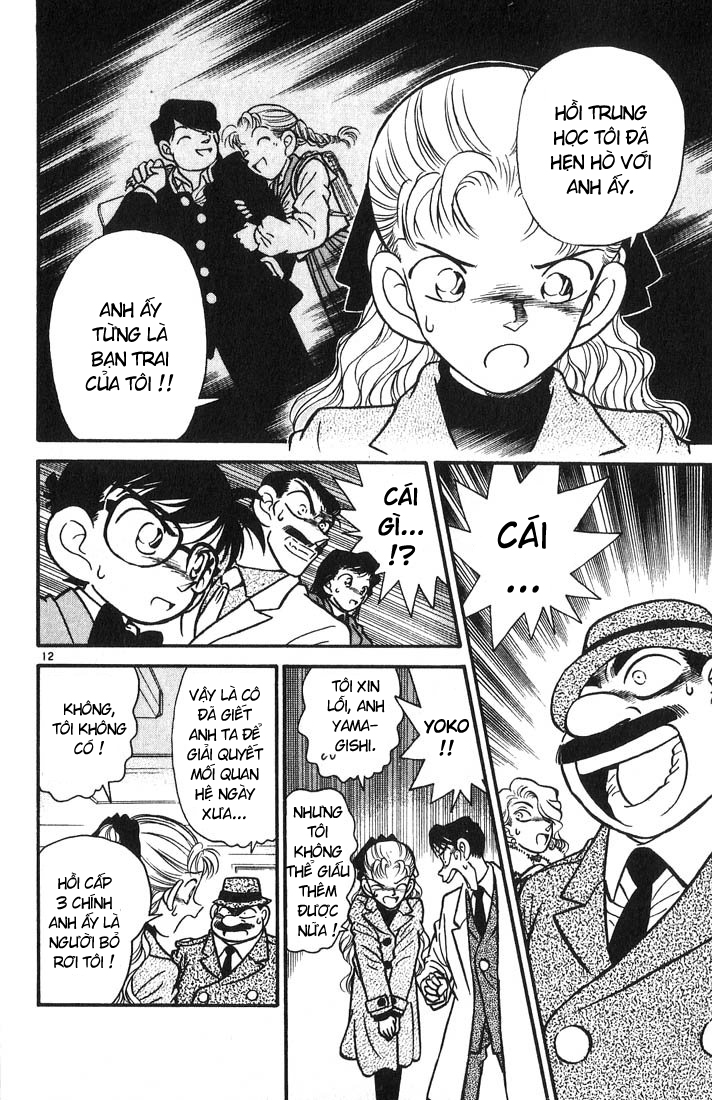 HỒI TRUNG
HỌC TÔI ĐÃ
HẸN HÒ VỚI
ANH ẤY.
ANH ẤY
TỪNG LÀ
BẠN TRAI
CỦA TÔI !!
CÁI
...
CÁI
GÌ...
!?
12
YOKO
!!
TÔI XIN
LỖI, ANH
YAMA-
GISHI.
NHƯNG
TÔI
KHÔNG
THỂ GIẤU
THÊM
ĐƯỢC
NỮA !
VẬY LÀ CÔ
ĐÃ GIẾT
ANH TA ĐỂ
GIẢI QUYẾT
MỐI QUAN
HỆ NGÀY
XƯA...
KHÔNG,
TÔI KHÔNG
CÓ !
HỒI CẤP
3 CHÍNH
ANH ẤY LÀ
NGƯỜI BỎ
RƠI TÔI !